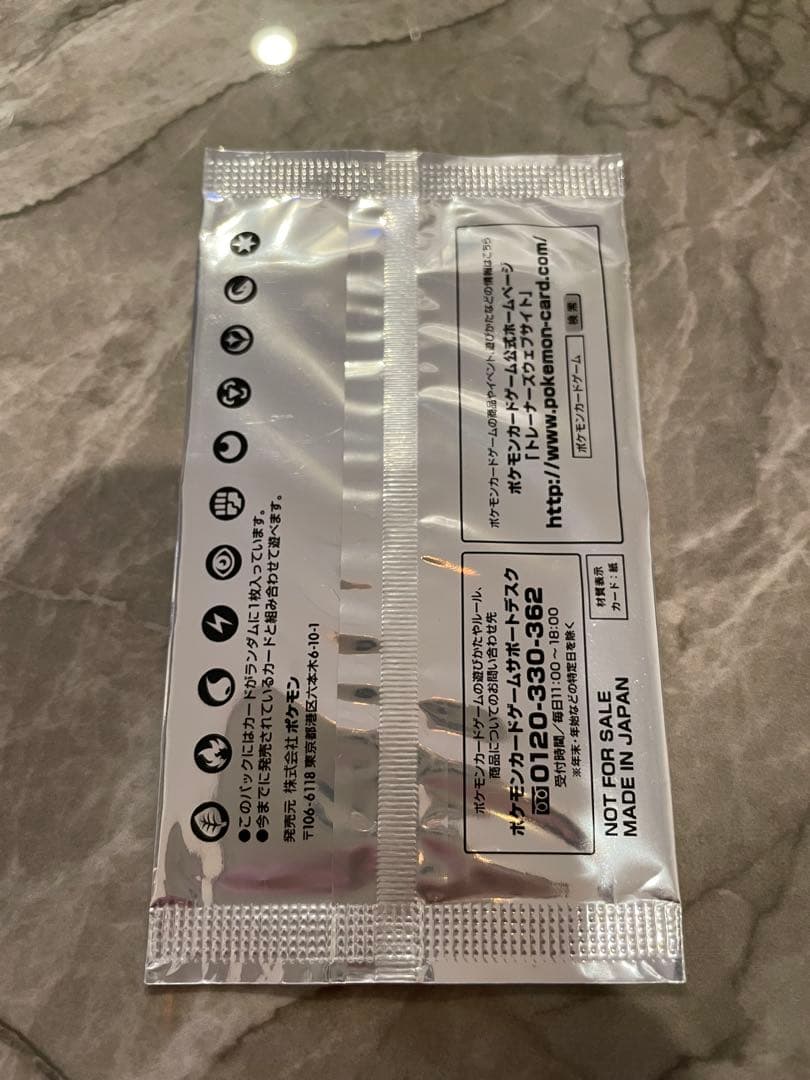 ●このパックにはカードがランダムに1枚入っています。
●今までに発売されているカードと組み合わせて遊べます。
発売元 株式会社ポケモン
〒106-6118 東京都港区六本木6-10-1
ポケモンカードゲームの遊びかたやルール、
商品についてのお問い合わせ先
ポケモンカードゲームサポートデスク
0120-330-362
受付時間/毎日11:00~18:00
※年末・年始などの特定日を除く
ポケモンカードゲームの商品やイベント、遊びかたなどの情報はこちら
ポケモンカードゲーム公式ホームページ
「トレーナーズウェブサイト」
http://www.pokemon-card.com/
ポケモンカードゲーム 検索
NOT FOR SALE
MADE IN JAPAN
材質表示
カード:紙